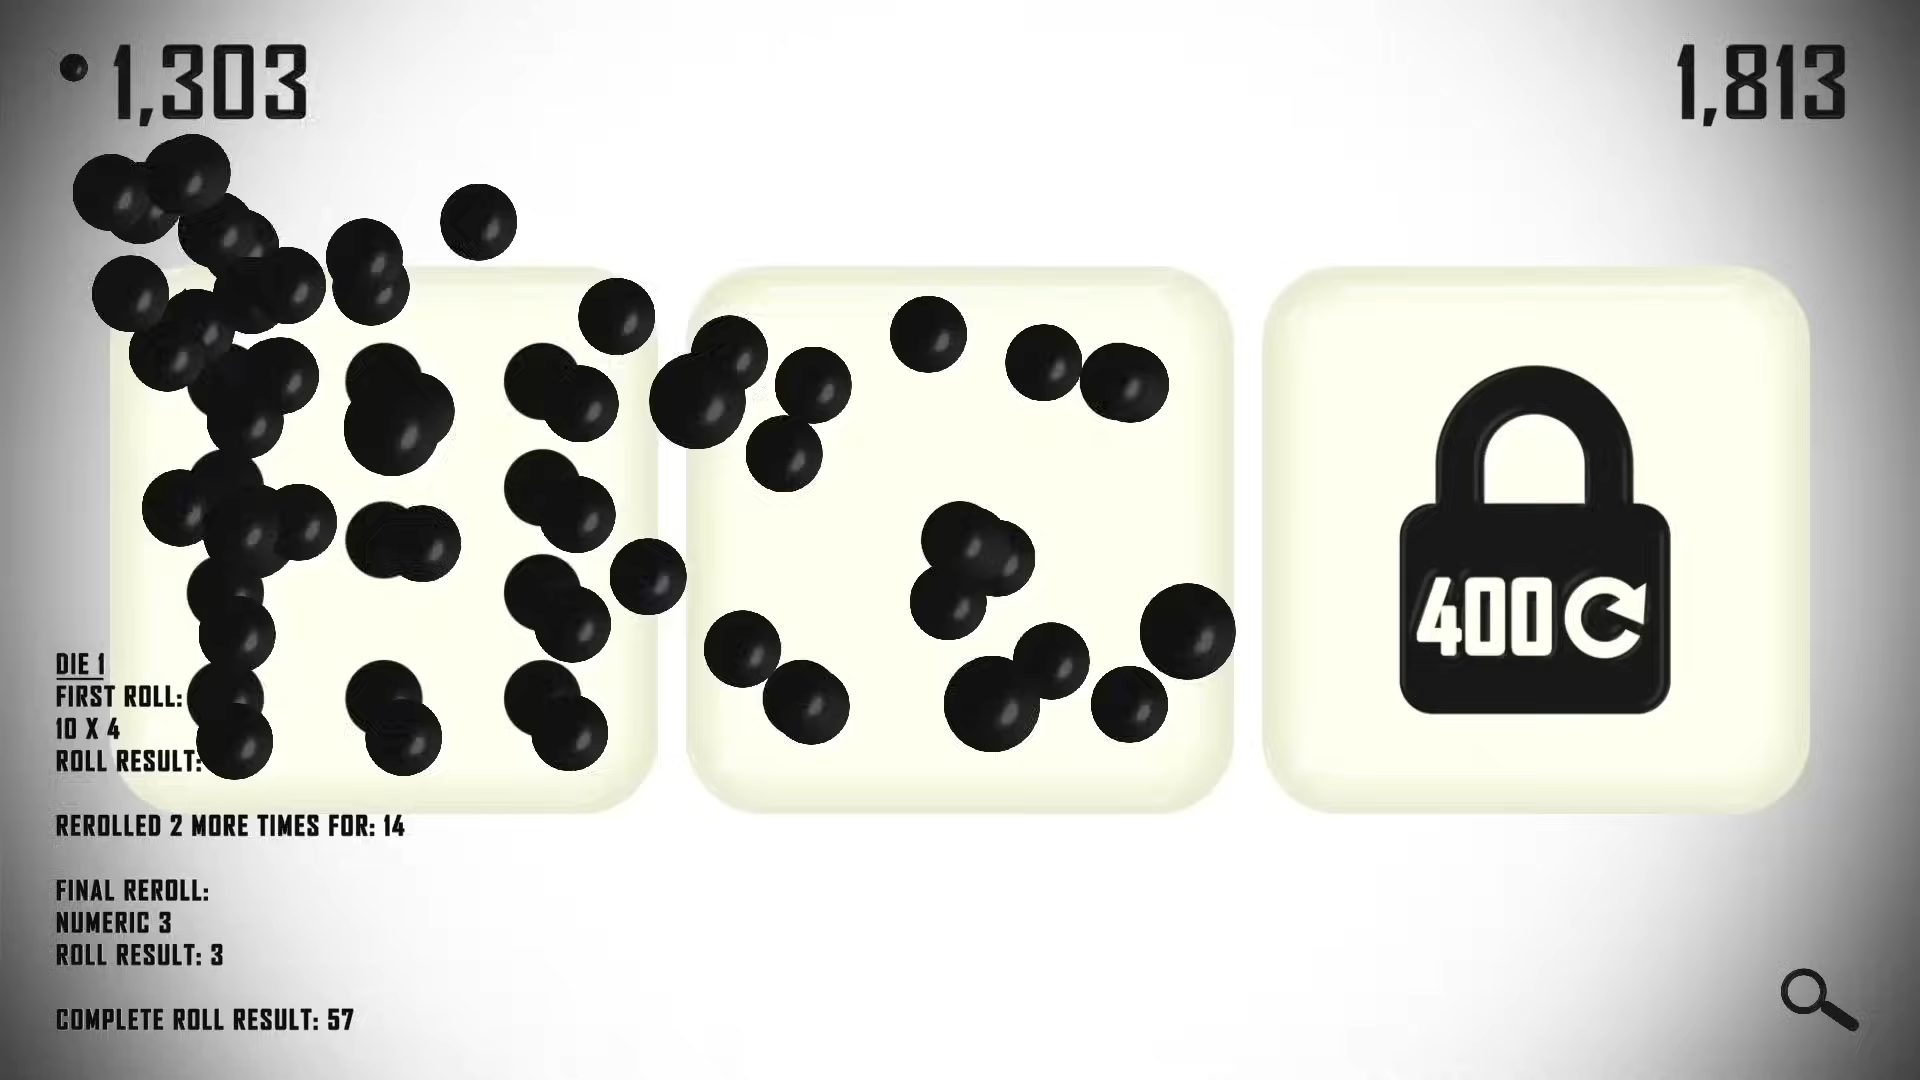 1,303
1,813
400
DIE 1
FIRST ROLL:
10 X 4
ROLL RESULT:
REROLLED 2 MORE TIMES FOR: 14
FINAL REROLL:
NUMERIC 3
ROLL RESULT: 3
COMPLETE ROLL RESULT: 57